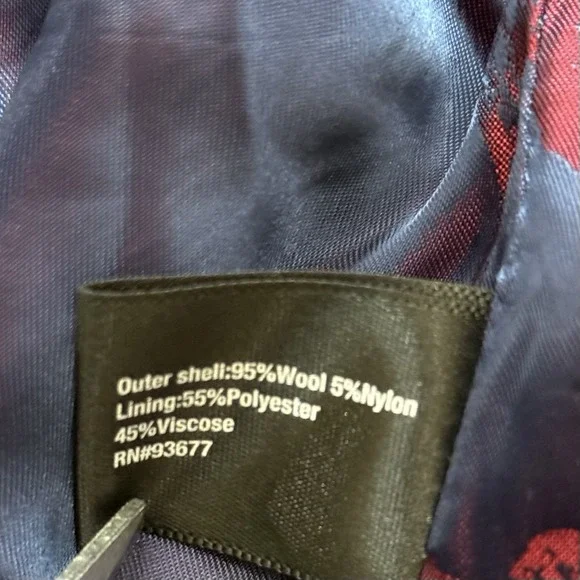 Outer shell:95%Wool 5%Nylon
Lining:55%Polyester
45%Viscose
RN#93677